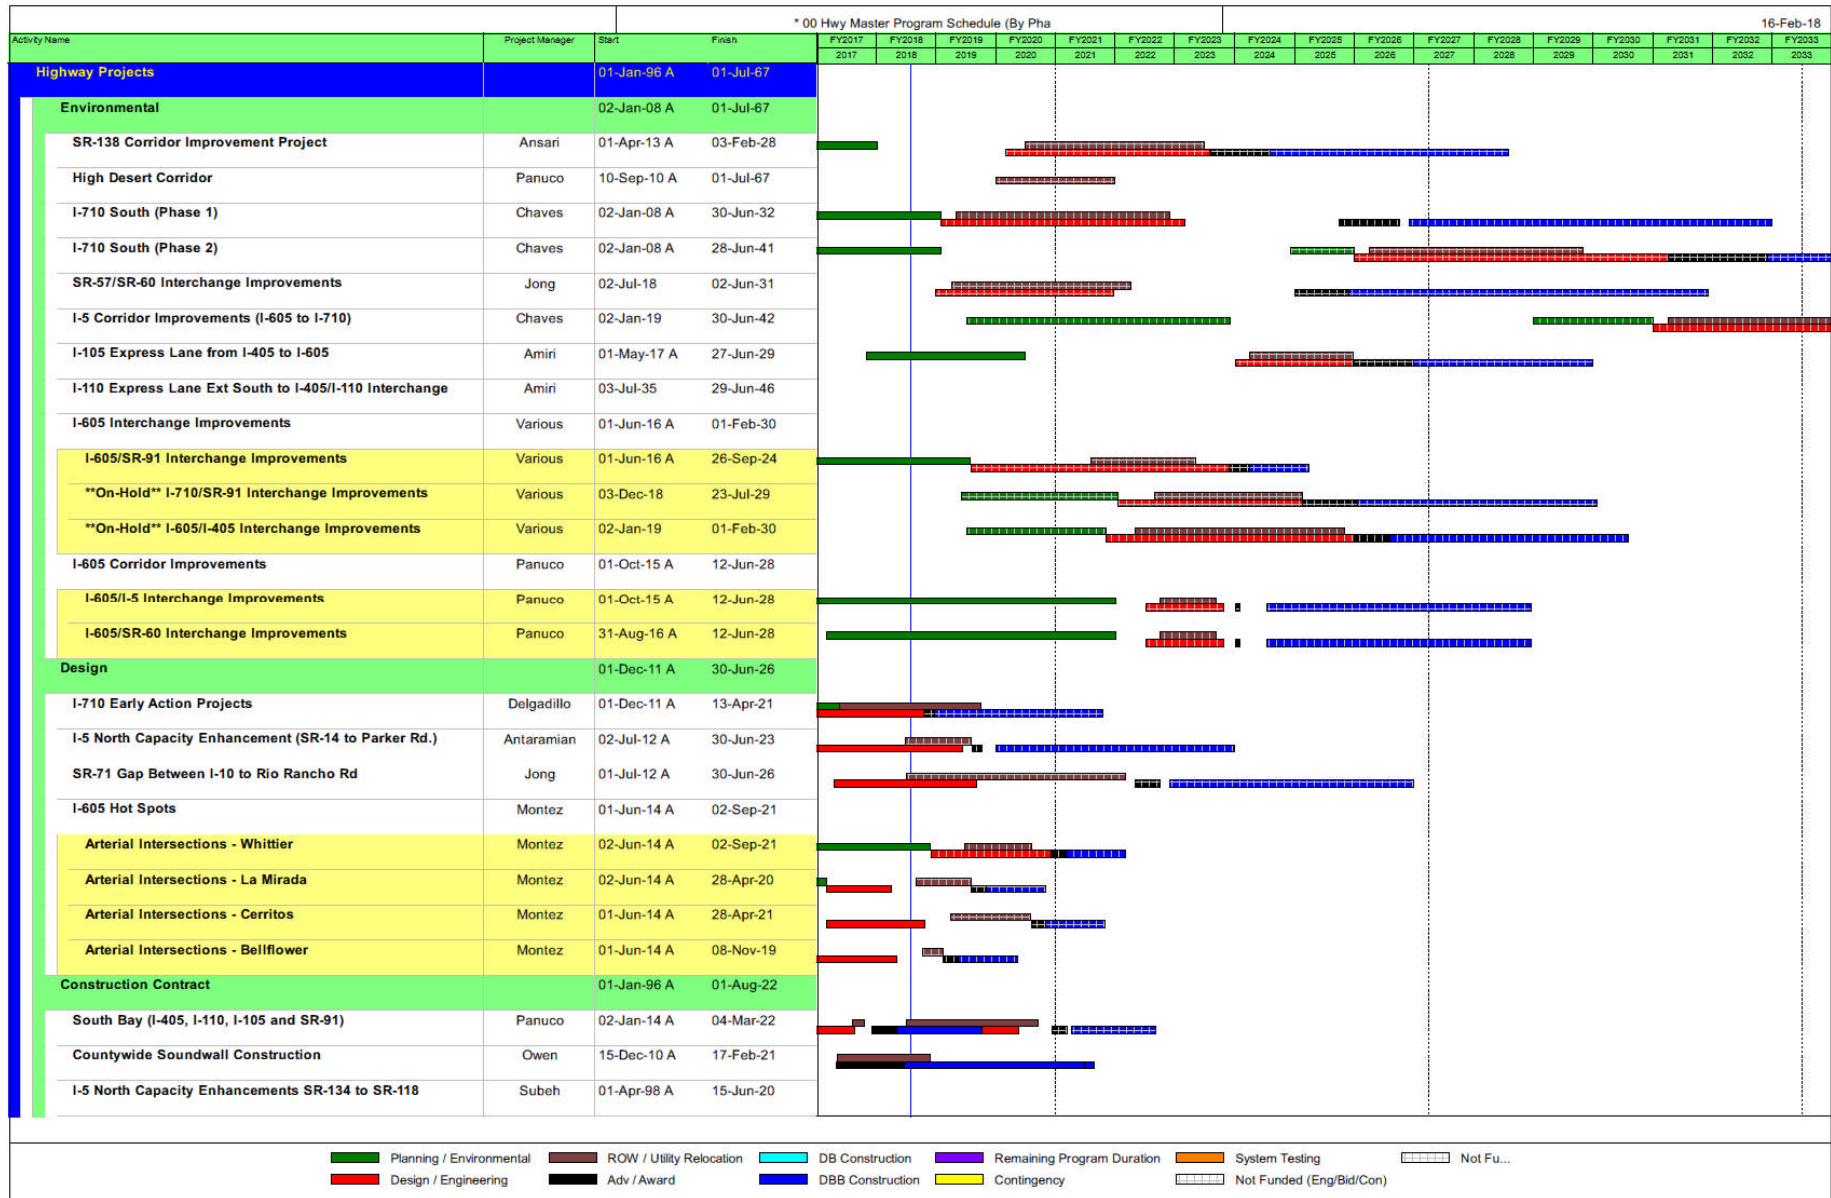 * 00 Hwy Master Program Schedule (By Pha 16-Feb-18
Activity Name Project Manager Start Finish FY2017 FY2018 FY2019 FY2020 FY2021 FY2022 FY2023 FY2024 FY2025 FY2026 FY2027 FY2028 FY2029 FY2030 FY2031 FY2032 FY2033
2017 2018 2019 2020 2021 2022 2023 2024 2025 2026 2027 2028 2029 2030 2031 2032 2033
Highway Projects 01-Jan-96 A 01-Jul-67
Environmental 02-Jan-08 A 01-Jul-67
SR-138 Corridor Improvement Project Ansari 01-Apr-13 A 03-Feb-28
High Desert Corridor Panuco 10-Sep-10 A 01-Jul-67
I-710 South (Phase 1) Chaves 02-Jan-08 A 30-Jun-32
I-710 South (Phase 2) Chaves 02-Jan-08 A 28-Jun-41
SR-57/SR-60 Interchange Improvements Jong 02-Jul-18 02-Jun-31
I-5 Corridor Improvements (I-605 to I-710) Chaves 02-Jan-19 30-Jun-42
I-105 Express Lane from I-405 to I-605 Amiri 01-May-17 A 27-Jun-29
I-110 Express Lane Ext South to I-405/I-110 Interchange Amiri 03-Jul-35 29-Jun-46
I-605 Interchange Improvements Various 01-Jun-16 A 01-Feb-30
I-605/SR-91 Interchange Improvements Various 01-Jun-16 A 26-Sep-24
**On-Hold** I-710/SR-91 Interchange Improvements Various 03-Dec-18 23-Jul-29
**On-Hold** I-605/I-405 Interchange Improvements Various 02-Jan-19 01-Feb-30
I-605 Corridor Improvements Panuco 01-Oct-15 A 12-Jun-28
I-605/I-5 Interchange Improvements Panuco 01-Oct-15 A 12-Jun-28
I-605/SR-60 Interchange Improvements Panuco 31-Aug-16 A 12-Jun-28
Design 01-Dec-11 A 30-Jun-26
I-710 Early Action Projects Delgadillo 01-Dec-11 A 13-Apr-21
I-5 North Capacity Enhancement (SR-14 to Parker Rd.) Antaramian 02-Jul-12 A 30-Jun-23
SR-71 Gap Between I-10 to Rio Rancho Rd Jong 01-Jul-12 A 30-Jun-26
I-605 Hot Spots Montez 01-Jun-14 A 02-Sep-21
Arterial Intersections - Whittier Montez 02-Jun-14 A 02-Sep-21
Arterial Intersections - La Mirada Montez 02-Jun-14 A 28-Apr-20
Arterial Intersections - Cerritos Montez 01-Jun-14 A 28-Apr-21
Arterial Intersections - Bellflower Montez 01-Jun-14 A 08-Nov-19
Construction Contract 01-Jan-96 A 01-Aug-22
South Bay (I-405, I-110, I-105 and SR-91) Panuco 02-Jan-14 A 04-Mar-22
Countywide Soundwall Construction Owen 15-Dec-10 A 17-Feb-21
I-5 North Capacity Enhancements SR-134 to SR-118 Subeh 01-Apr-98 A 15-Jun-20
Planning / Environmental ROW / Utility Relocation DB Construction Remaining Program Duration System Testing Not Fu...
Design / Engineering Adv / Award DBB Construction Contingency Not Funded (Eng/Bid/Con)